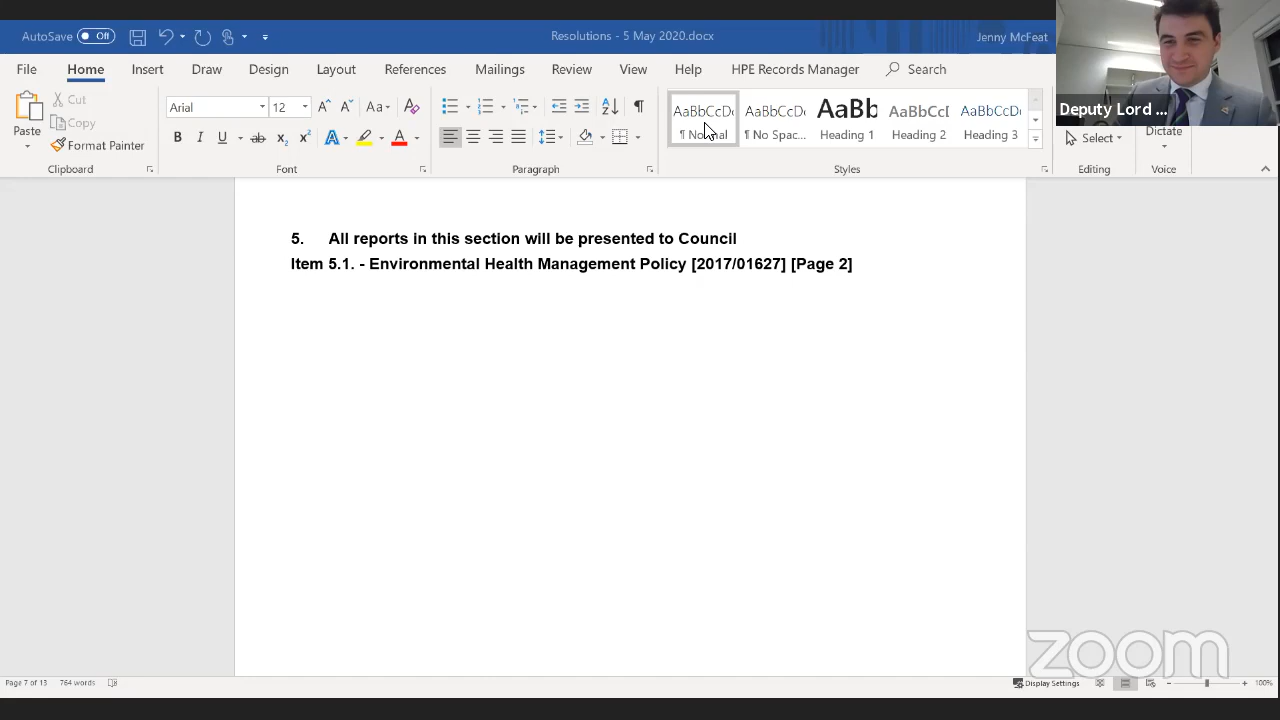 AutoSave Off
Resolutions - 5 May 2020.docx
Jenny McFeat
File Home Insert Draw Design Layout References Mailings Review View Help HPE Records Manager Search
Deputy Lord ...
Paste
Cut
Copy
Format Painter
Arial 12
¶ Normal
AaBbCcDc
¶ No Spac...
AaBb
Heading 1
AaBbCcI
Heading 2
AaBbCcD
Heading 3
Select
Dictate
Clipboard Font Paragraph Styles Editing Voice
5. All reports in this section will be presented to Council
Item 5.1. - Environmental Health Management Policy [2017/01627] [Page 2]
zoom
Page 7 of 13 764 words
Display Settings
100%